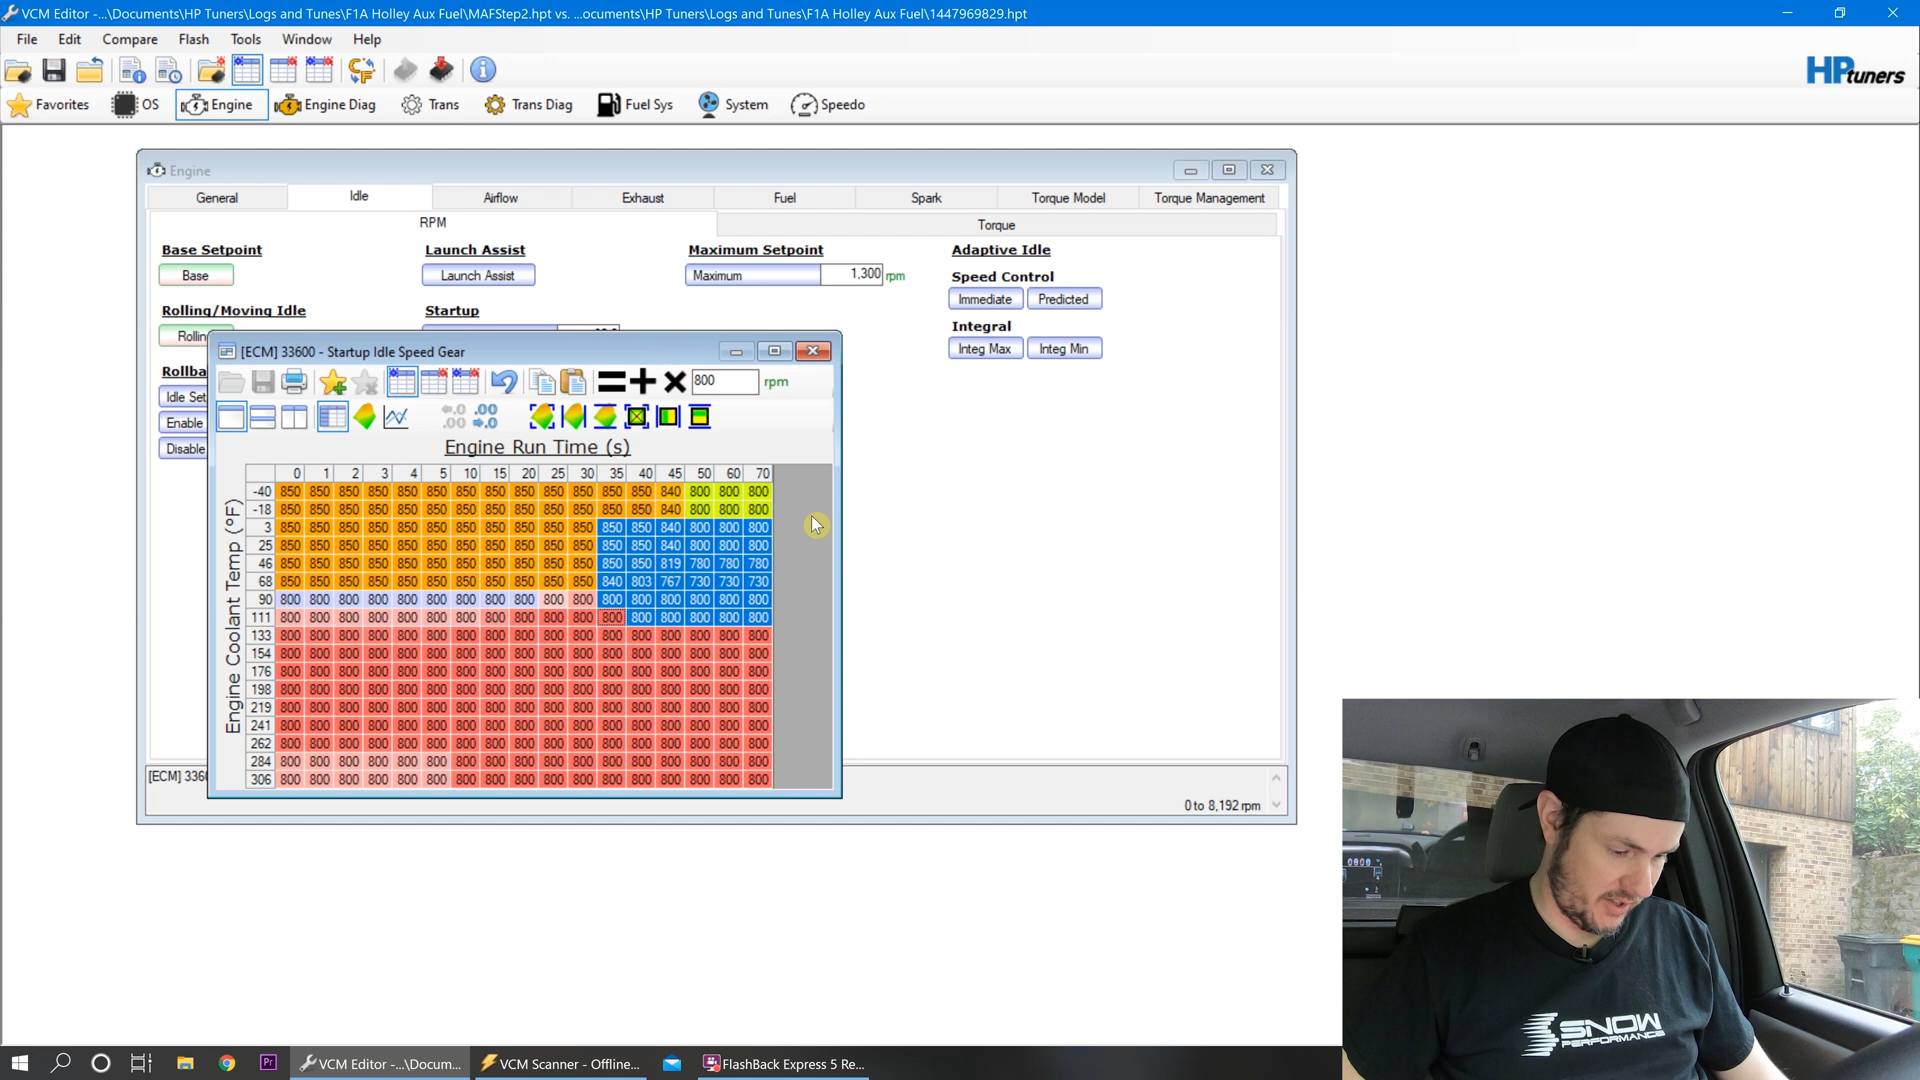 VCM Editor -...\Documents\HP Tuners\Logs and Tunes\F1A Holley Aux Fuel\MAFStep2.hpt vs. ...ocuments\HP Tuners\Logs and Tunes\F1A Holley Aux Fuel\1447969829.hpt
File Edit Compare Flash Tools Window Help
HPtuners
Favorites OS Engine Engine Diag Trans Trans Diag Fuel Sys System Speedo
Engine
General Idle Airflow Exhaust Fuel Spark Torque Model Torque Management
RPM Torque
Base Setpoint Launch Assist Maximum Setpoint Adaptive Idle
Base Launch Assist Maximum 1,300 rpm Speed Control
Immediate Predicted
Rolling/Moving Idle Startup Integral
Integ Max Integ Min
[ECM] 33600 - Startup Idle Speed Gear
800 rpm
Idle Set
Enable
Disable
Engine Run Time (s)
Engine Coolant Temp (°F)
0 1 2 3 4 5 10 15 20 25 30 35 40 45 50 60 70
-40 850 850 850 850 850 850 850 850 850 850 850 850 850 840 800 800 800
-18 850 850 850 850 850 850 850 850 850 850 850 850 850 840 800 800 800
3 850 850 850 850 850 850 850 850 850 850 850 850 850 840 800 800 800
25 850 850 850 850 850 850 850 850 850 850 850 850 850 840 800 800 800
46 850 850 850 850 850 850 850 850 850 850 850 850 850 819 780 780 780
68 850 850 850 850 850 850 850 850 850 850 850 840 803 767 730 730 730
90 800 800 800 800 800 800 800 800 800 800 800 800 800 800 800 800 800
111 800 800 800 800 800 800 800 800 800 800 800 800 800 800 800 800 800
133 800 800 800 800 800 800 800 800 800 800 800 800 800 800 800 800 800
154 800 800 800 800 800 800 800 800 800 800 800 800 800 800 800 800 800
176 800 800 800 800 800 800 800 800 800 800 800 800 800 800 800 800 800
198 800 800 800 800 800 800 800 800 800 800 800 800 800 800 800 800 800
219 800 800 800 800 800 800 800 800 800 800 800 800 800 800 800 800 800
241 800 800 800 800 800 800 800 800 800 800 800 800 800 800 800 800 800
262 800 800 800 800 800 800 800 800 800 800 800 800 800 800 800 800 800
284 800 800 800 800 800 800 800 800 800 800 800 800 800 800 800 800 800
306 800 800 800 800 800 800 800 800 800 800 800 800 800 800 800 800 800
[ECM] 3360
0 to 8,192 rpm
SNOW
PERFORMANCE
VCM Editor -...\Docum... VCM Scanner - Offline... FlashBack Express 5 Re...